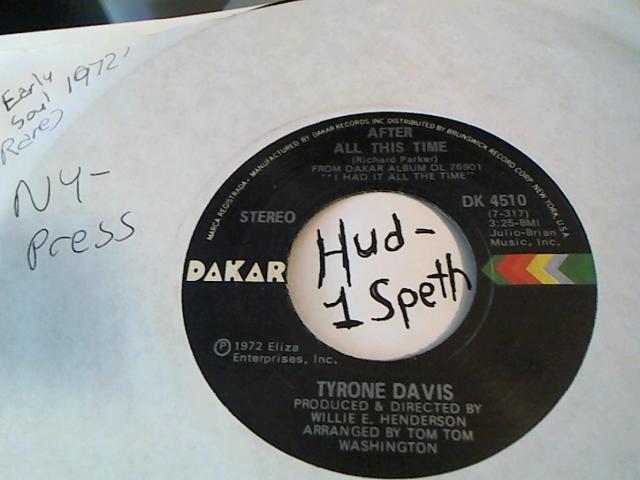 Early
Soul 1972'
Rare)
NY-
Press
MARCA REGISTRADA • MANUFACTURED BY DAKAR RECORDS, INC. DISTRIBUTED BY BRUNSWICK RECORD CORP. NEW YORK, U.S.A.
AFTER
ALL THIS TIME
(Richard Parker)
FROM DAKAR ALBUM DL 76901
"I HAD IT ALL THE TIME"
STEREO
DK 4510
(7-317)
3:25-BMI
Julio-Brian
Music, Inc.
DAKAR
Hud-
1 Speth
℗ 1972 Eliza
Enterprises, Inc.
TYRONE DAVIS
PRODUCED & DIRECTED BY
WILLIE E. HENDERSON
ARRANGED BY TOM TOM
WASHINGTON